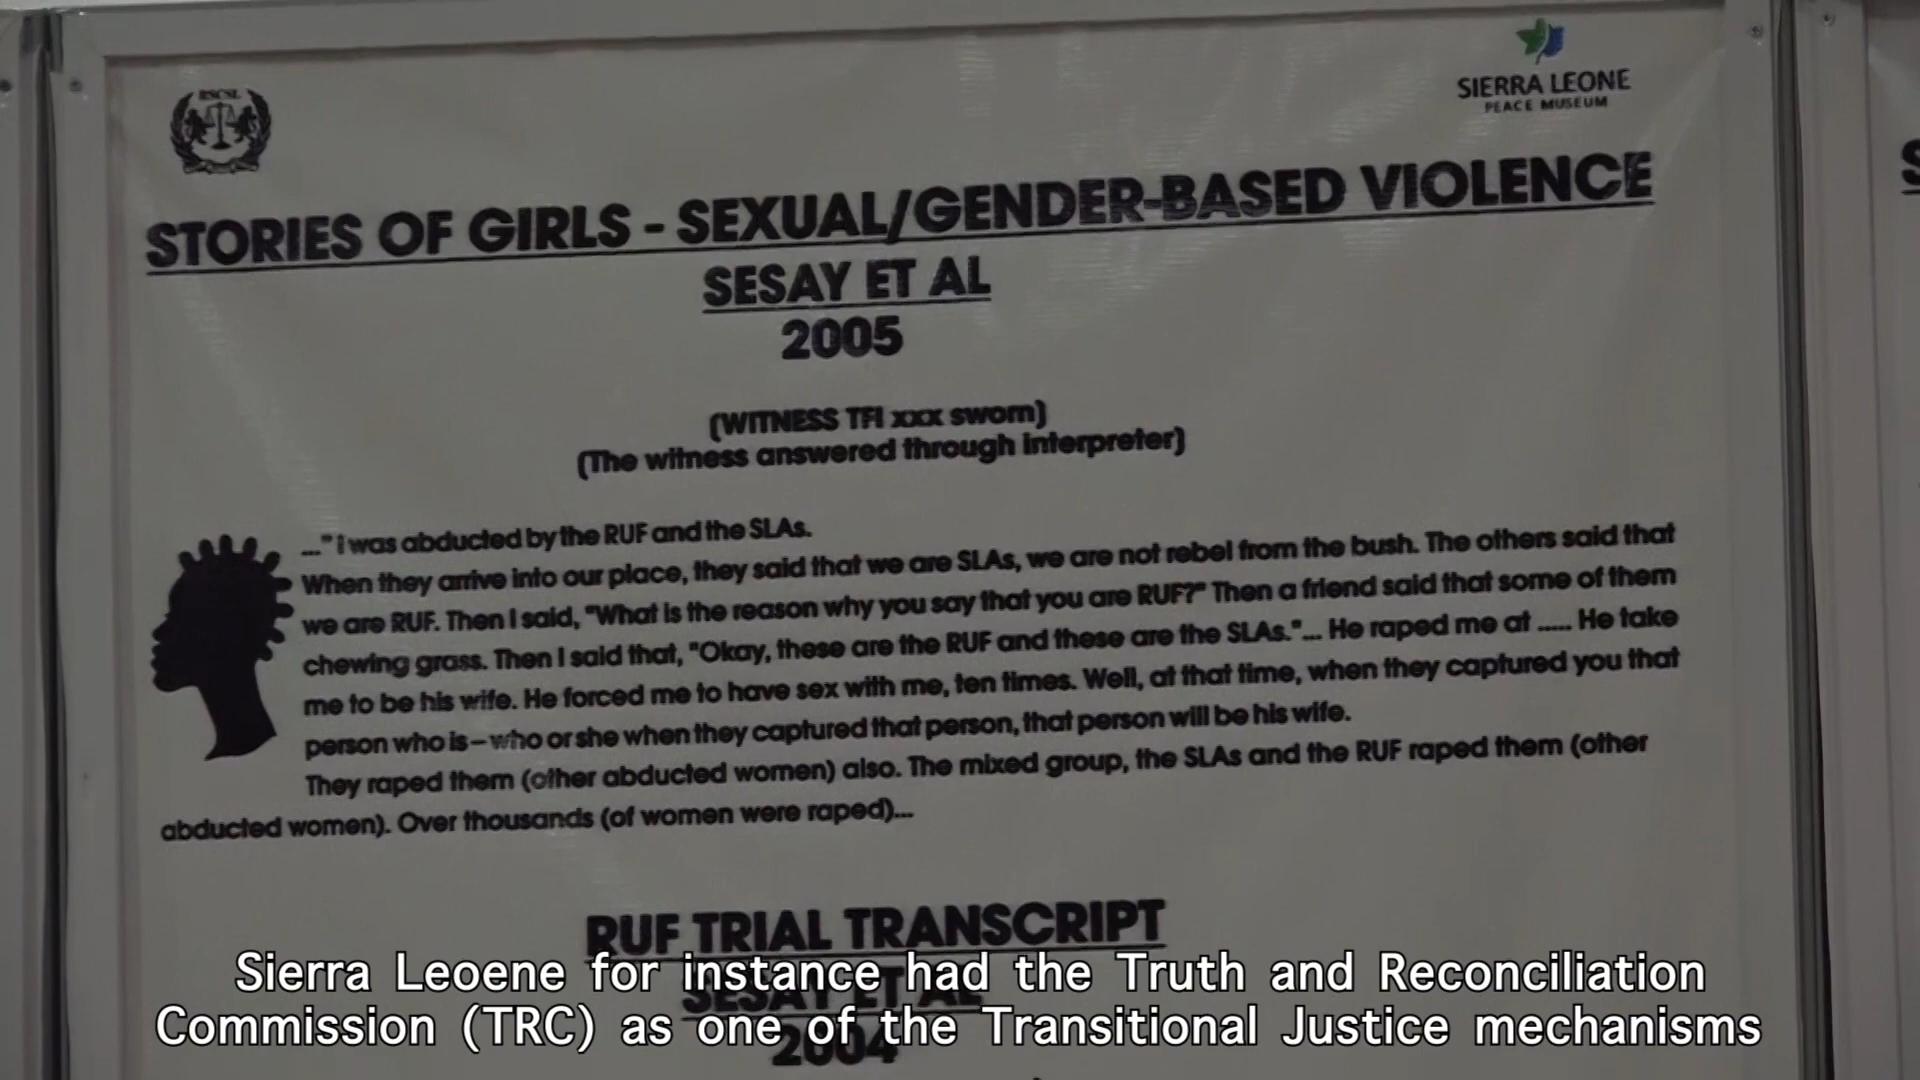 RSCSL
SIERRA LEONE
PEACE MUSEUM
STORIES OF GIRLS - SEXUAL/GENDER-BASED VIOLENCE
SESAY ET AL
2005
(WITNESS TFI xxx sworn)
(The witness answered through interpreter)
..." I was abducted by the RUF and the SLAs.
When they arrive into our place, they said that we are SLAs, we are not rebel from the bush. The others said that
we are RUF. Then I said, "What is the reason why you say that you are RUF?" Then a friend said that some of them
chewing grass. Then I said that, "Okay, these are the RUF and these are the SLAs."... He raped me at ..... He take
me to be his wife. He forced me to have sex with me, ten times. Well, at that time, when they captured you that
person who is – who or she when they captured that person, that person will be his wife.
They raped them (other abducted women) also. The mixed group, the SLAs and the RUF raped them (other
abducted women). Over thousands (of women were raped)...
RUF TRIAL TRANSCRIPT
SESAY ET AL
2004
Sierra Leoene for instance had the Truth and Reconciliation
Commission (TRC) as one of the Transitional Justice mechanisms